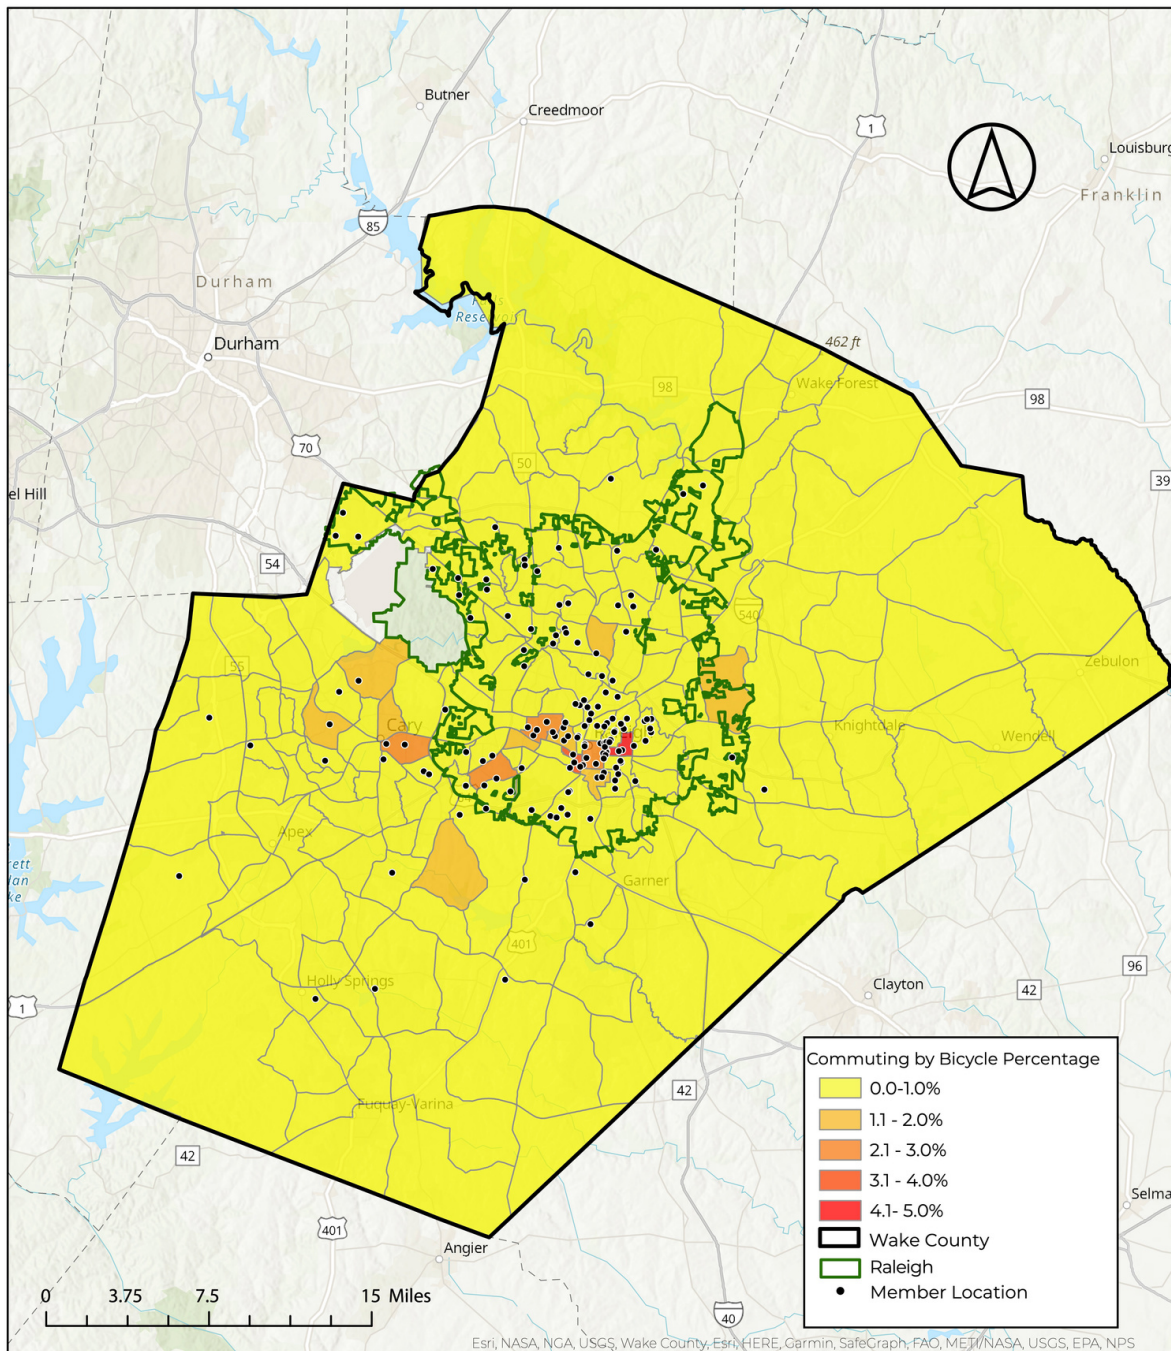 Butner
Creedmoor
1
Louisburg
Franklin
85
Durham
Durham
Falls
Reservoir
462 ft
98
Wake Forest
98
70
50
39
el Hill
54
540
55
Zebulon
Cary
Knightdale
Wendell
Apex
Garner
401
Holly Springs
Clayton
96
42
1
Fuquay-Varina
42
42
401
Angier
Selma
40
Commuting by Bicycle Percentage
0.0-1.0%
1.1 - 2.0%
2.1 - 3.0%
3.1 - 4.0%
4.1- 5.0%
Wake County
Raleigh
Member Location
0 3.75 7.5 15 Miles
Esri, NASA, NGA, USGS, Wake County, Esri, HERE, Garmin, SafeGraph, FAO, METI/NASA, USGS, EPA, NPS